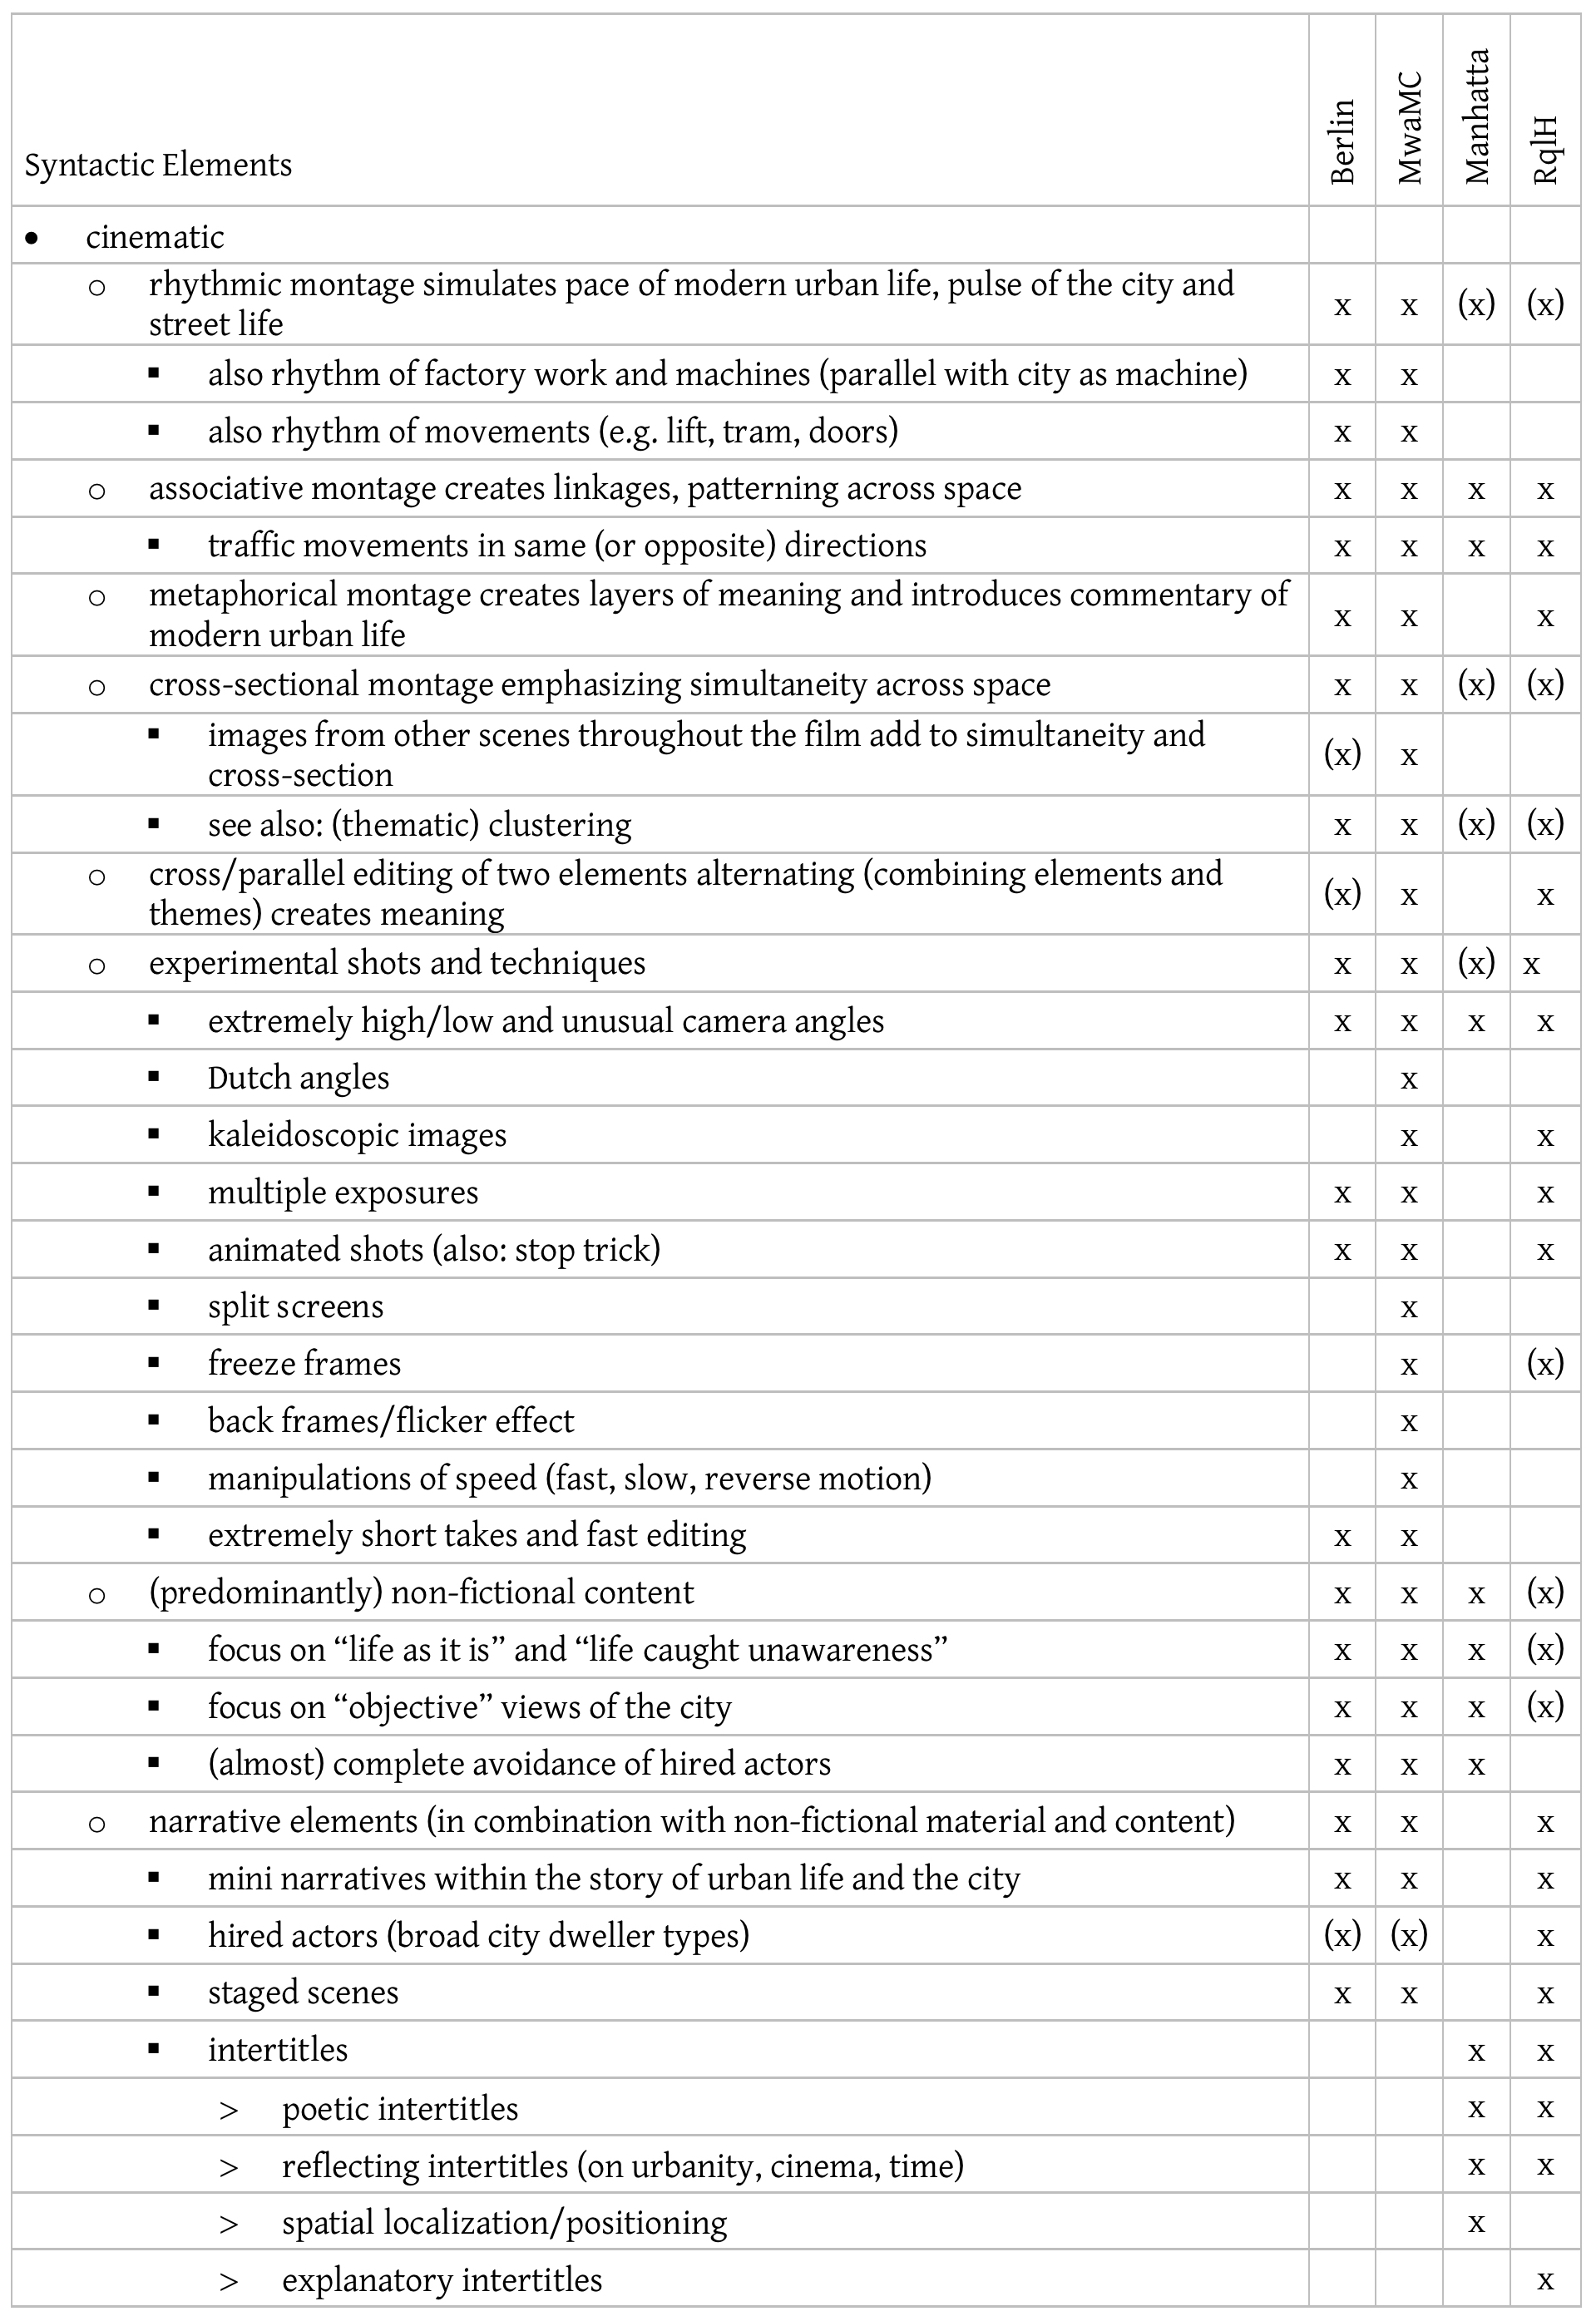 Syntactic Elements Berlin MwaMC Manhatta RqlH
• cinematic
○ rhythmic montage simulates pace of modern urban life, pulse of the city and
street life x x (x) (x)
▪ also rhythm of factory work and machines (parallel with city as machine) x x
▪ also rhythm of movements (e.g. lift, tram, doors) x x
○ associative montage creates linkages, patterning across space x x x x
▪ traffic movements in same (or opposite) directions x x x x
○ metaphorical montage creates layers of meaning and introduces commentary of
modern urban life x x x
○ cross-sectional montage emphasizing simultaneity across space x x (x) (x)
▪ images from other scenes throughout the film add to simultaneity and
cross-section (x) x
▪ see also: (thematic) clustering x x (x) (x)
○ cross/parallel editing of two elements alternating (combining elements and
themes) creates meaning (x) x x
○ experimental shots and techniques x x (x) x
▪ extremely high/low and unusual camera angles x x x x
▪ Dutch angles x
▪ kaleidoscopic images x x
▪ multiple exposures x x x
▪ animated shots (also: stop trick) x x x
▪ split screens x
▪ freeze frames x (x)
▪ back frames/flicker effect x
▪ manipulations of speed (fast, slow, reverse motion) x
▪ extremely short takes and fast editing x x
○ (predominantly) non-fictional content x x x (x)
▪ focus on “life as it is” and “life caught unawareness” x x x (x)
▪ focus on “objective” views of the city x x x (x)
▪ (almost) complete avoidance of hired actors x x x
○ narrative elements (in combination with non-fictional material and content) x x x
▪ mini narratives within the story of urban life and the city x x x
▪ hired actors (broad city dweller types) (x) (x) x
▪ staged scenes x x x
▪ intertitles x x
> poetic intertitles x x
> reflecting intertitles (on urbanity, cinema, time) x x
> spatial localization/positioning x
> explanatory intertitles x